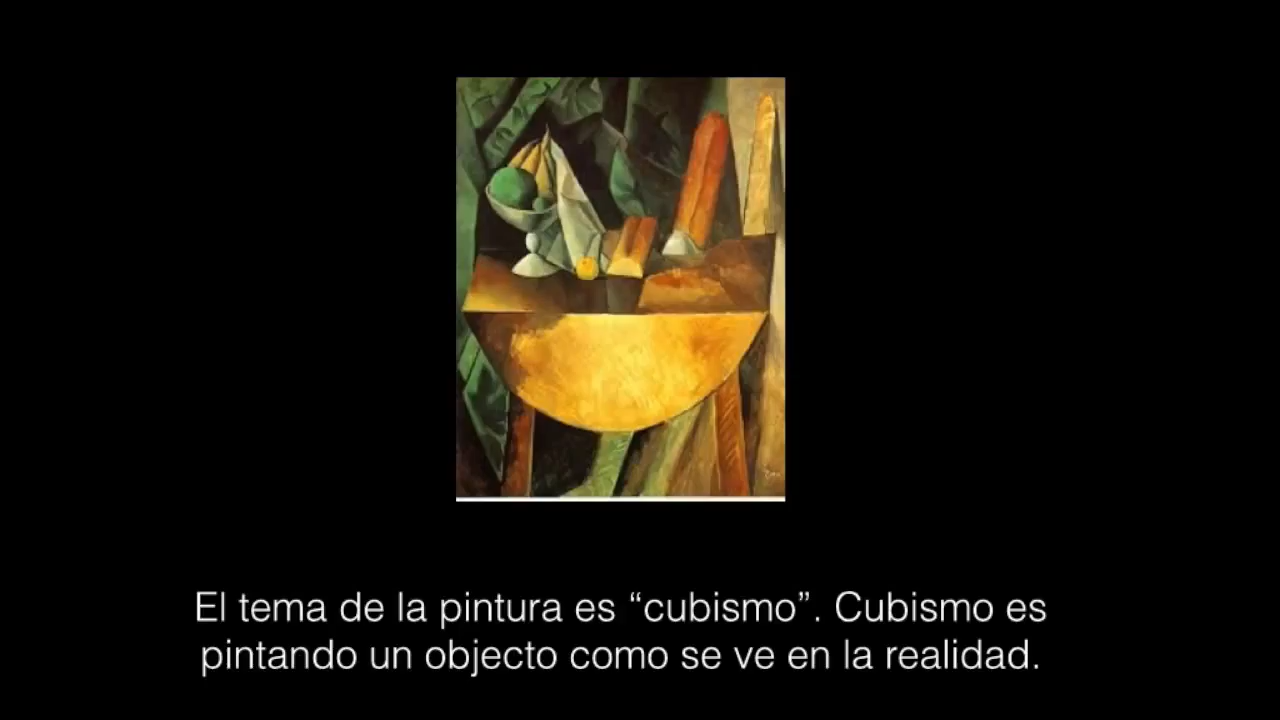 El tema de la pintura es “cubismo”. Cubismo es
pintando un objecto como se ve en la realidad.